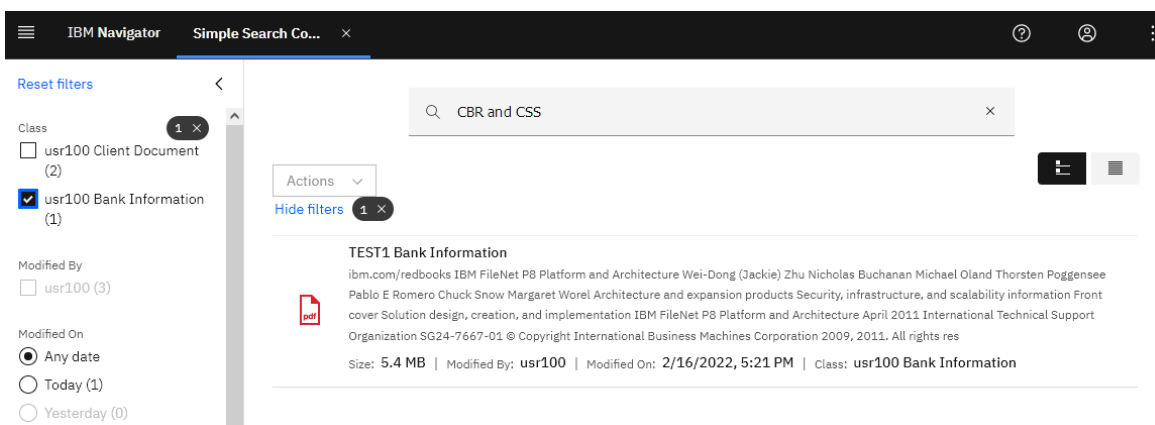 IBM Navigator Simple Search Co... ×
Reset filters
Class 1 ×
usr100 Client Document
(2)
usr100 Bank Information
(1)
Modified By
usr100 (3)
Modified On
Any date
Today (1)
Yesterday (0)
CBR and CSS ×
Actions
Hide filters 1 ×
TEST1 Bank Information
ibm.com/redbooks IBM FileNet P8 Platform and Architecture Wei-Dong (Jackie) Zhu Nicholas Buchanan Michael Oland Thorsten Poggensee
Pablo E Romero Chuck Snow Margaret Worel Architecture and expansion products Security, infrastructure, and scalability information Front
cover Solution design, creation, and implementation IBM FileNet P8 Platform and Architecture April 2011 International Technical Support
Organization SG24-7667-01 © Copyright International Business Machines Corporation 2009, 2011. All rights res
pdf
Size: 5.4 MB | Modified By: usr100 | Modified On: 2/16/2022, 5:21 PM | Class: usr100 Bank Information